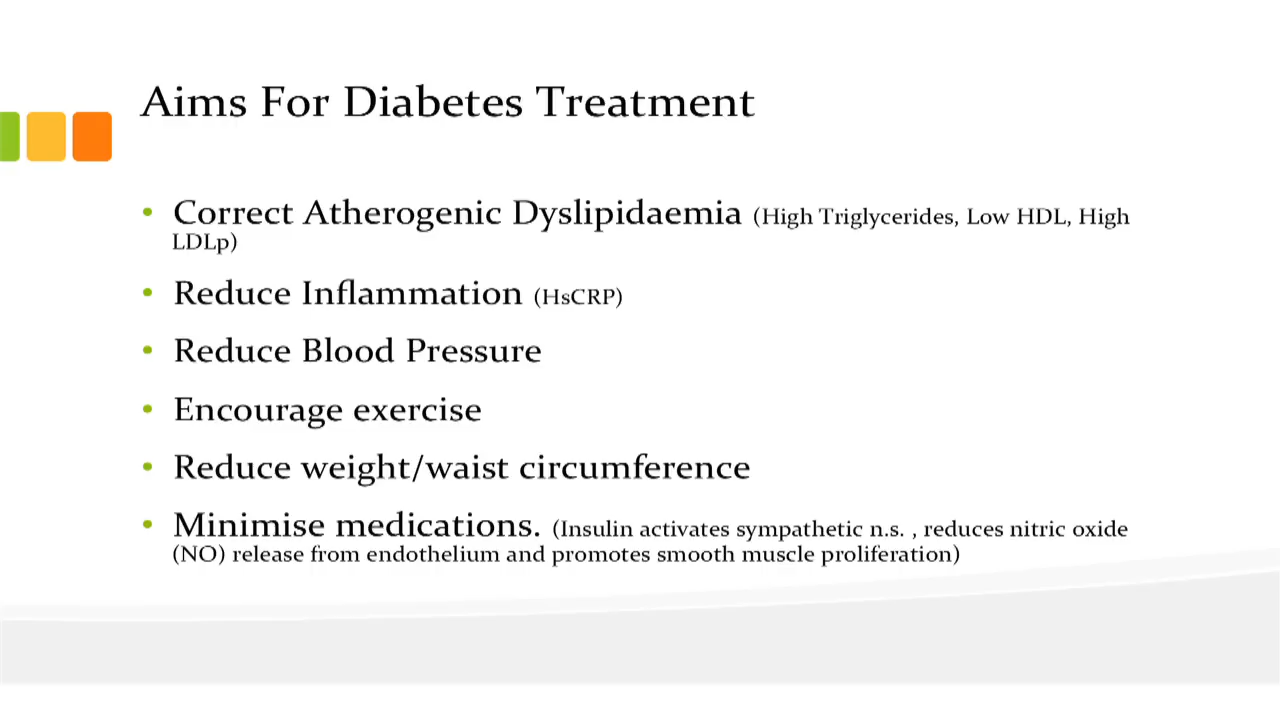 Aims For Diabetes Treatment
• Correct Atherogenic Dyslipidaemia (High Triglycerides, Low HDL, High
LDLp)
• Reduce Inflammation (HsCRP)
• Reduce Blood Pressure
• Encourage exercise
• Reduce weight/waist circumference
• Minimise medications. (Insulin activates sympathetic n.s. , reduces nitric oxide
(NO) release from endothelium and promotes smooth muscle proliferation)